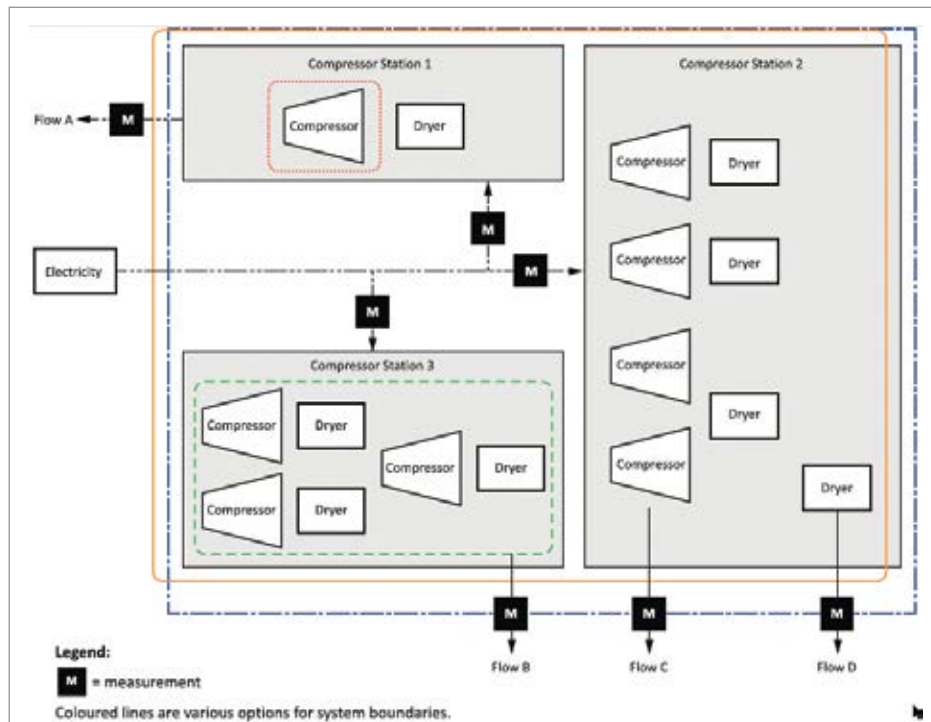 Compressor Station 1
Compressor
Dryer
Flow A
M
M
Electricity
M
M
Compressor Station 2
Compressor
Dryer
Compressor
Dryer
Compressor
Dryer
Compressor
Dryer
Compressor Station 3
Compressor
Dryer
Compressor
Dryer
Compressor
Dryer
M
M
M
Flow B
Flow C
Flow D
Legend:
M = measurement
Coloured lines are various options for system boundaries.